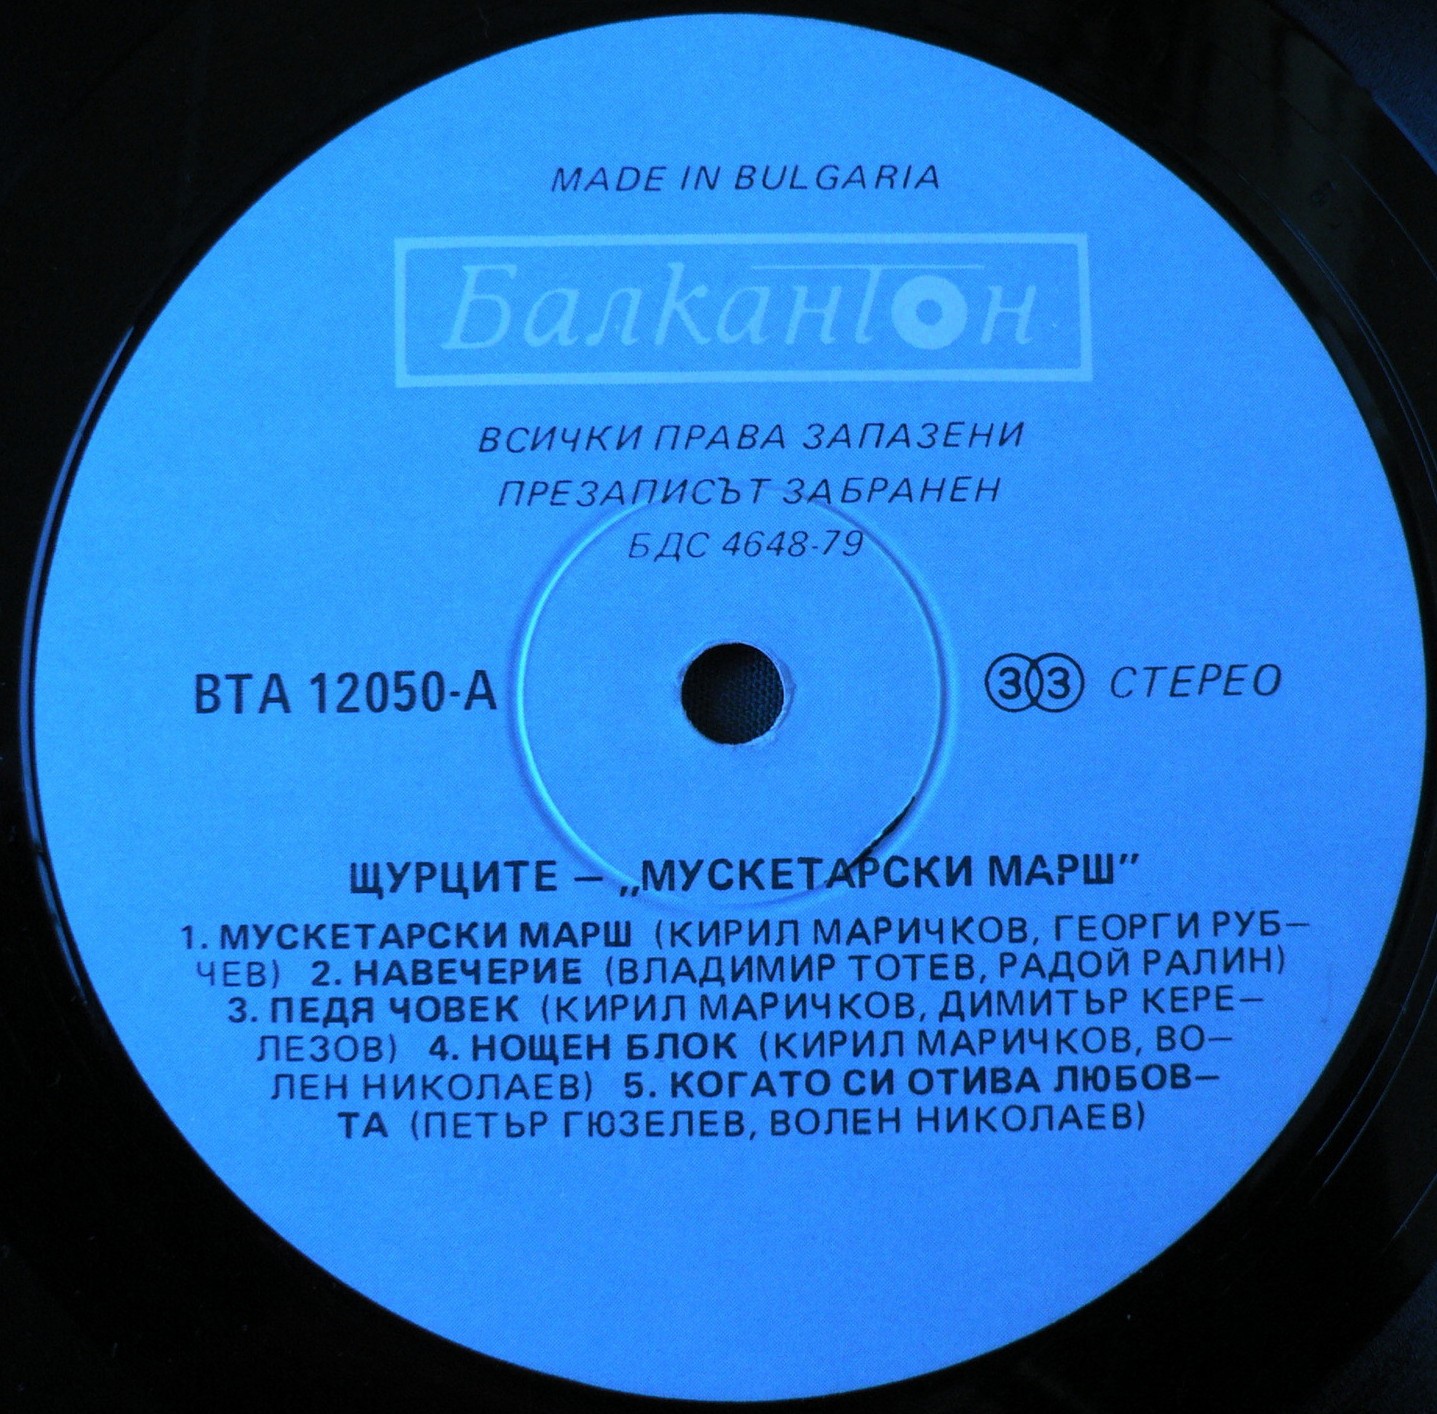 MADE IN BULGARIA
Балкантон
ВСИЧКИ ПРАВА ЗАПАЗЕНИ
ПРЕЗАПИСЪТ ЗАБРАНЕН
БДС 4648-79
ВТА 12050-А
33 СТЕРЕО
ЩУРЦИТЕ – „МУСКЕТАРСКИ МАРШ”
1. МУСКЕТАРСКИ МАРШ (КИРИЛ МАРИЧКОВ, ГЕОРГИ РУБ–
ЧЕВ) 2. НАВЕЧЕРИЕ (ВЛАДИМИР ТОТЕВ, РАДОЙ РАЛИН)
3. ПЕДЯ ЧОВЕК (КИРИЛ МАРИЧКОВ, ДИМИТЪР КЕРЕ–
ЛЕЗОВ) 4. НОЩЕН БЛОК (КИРИЛ МАРИЧКОВ, ВО–
ЛЕН НИКОЛАЕВ) 5. КОГАТО СИ ОТИВА ЛЮБОВ–
ТА (ПЕТЪР ГЮЗЕЛЕВ, ВОЛЕН НИКОЛАЕВ)